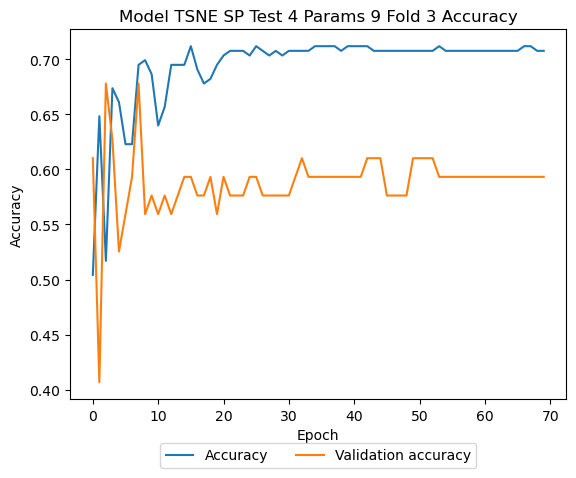 Model TSNE SP Test 4 Params 9 Fold 3 Accuracy
Accuracy
0.70
0.65
0.60
0.55
0.50
0.45
0.40
0 10 20 30 40 50 60 70
Epoch
Accuracy Validation accuracy